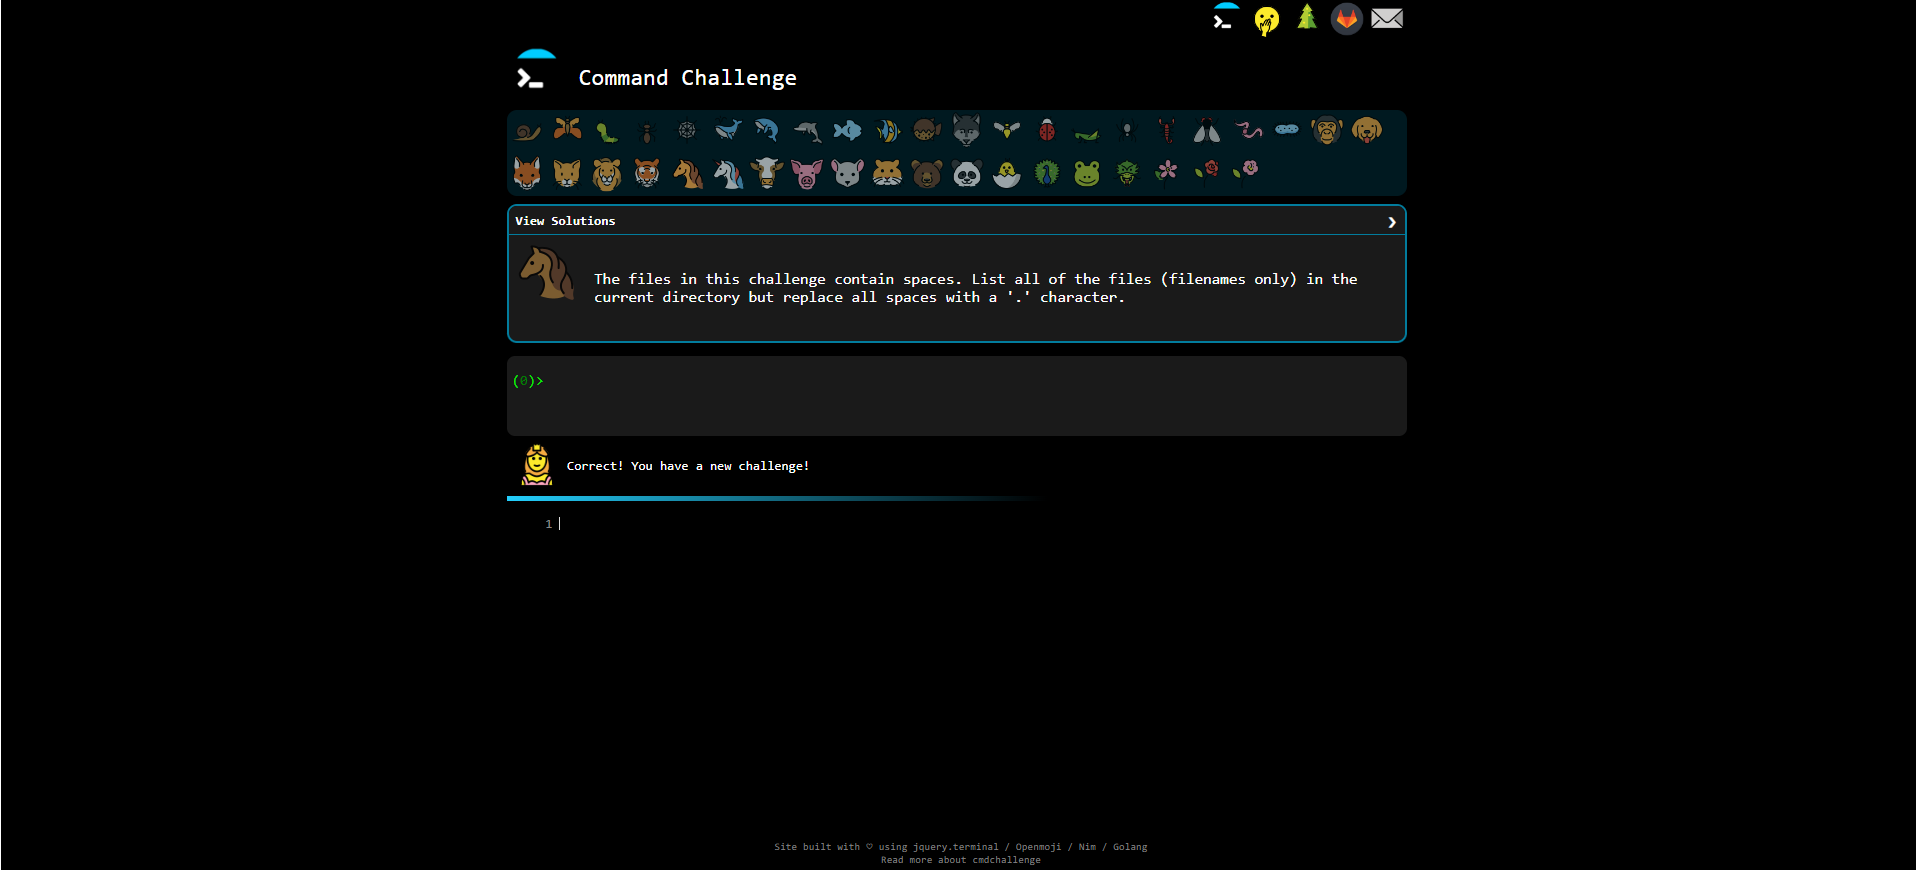 Command Challenge
View Solutions
The files in this challenge contain spaces. List all of the files (filenames only) in the
current directory but replace all spaces with a '.' character.
(0)>
Correct! You have a new challenge!
1
Site built with ♡ using jquery.terminal / Openmoji / Nim / Golang
Read more about cmdchallenge